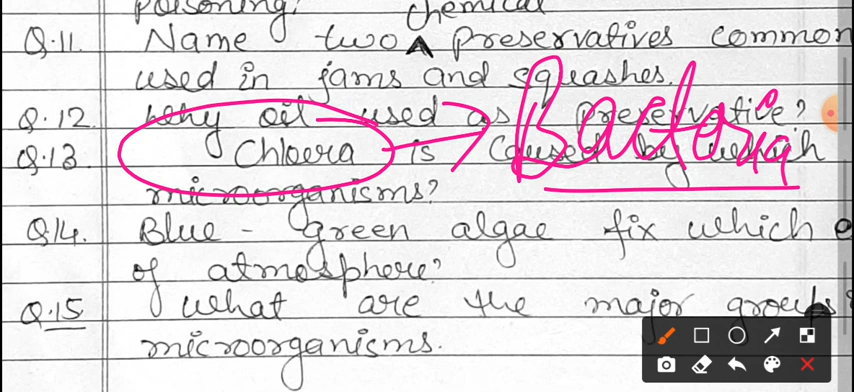 poisoning.
chemical
Q.11 Name two ^ preservatives common
used in jams and squashes.
Q.12 Why oil used as preservative?
Q.13 Chloera is caused by which
microorganisms?
Bacteria
Q.14. Blue - green algae fix which
of atmosphere?
Q.15 what are the major groups
microorganisms.